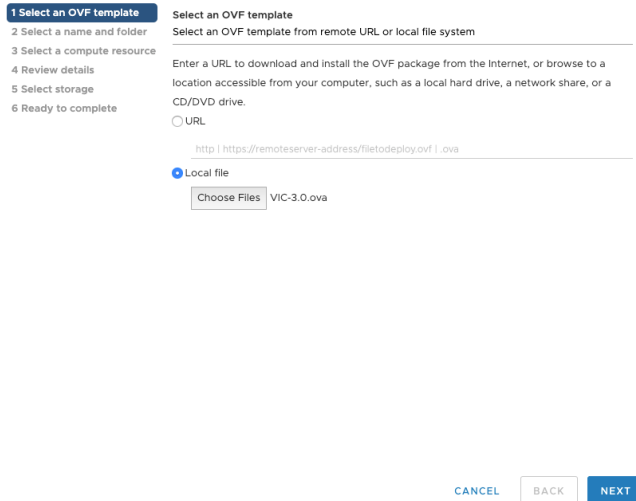 1 Select an OVF template
2 Select a name and folder
3 Select a compute resource
4 Review details
5 Select storage
6 Ready to complete
Select an OVF template
Select an OVF template from remote URL or local file system
Enter a URL to download and install the OVF package from the Internet, or browse to a
location accessible from your computer, such as a local hard drive, a network share, or a
CD/DVD drive.
URL
http | https://remoteserver-address/filetodeploy.ovf | .ova
Local file
Choose Files VIC-3.0.ova
CANCEL BACK NEXT